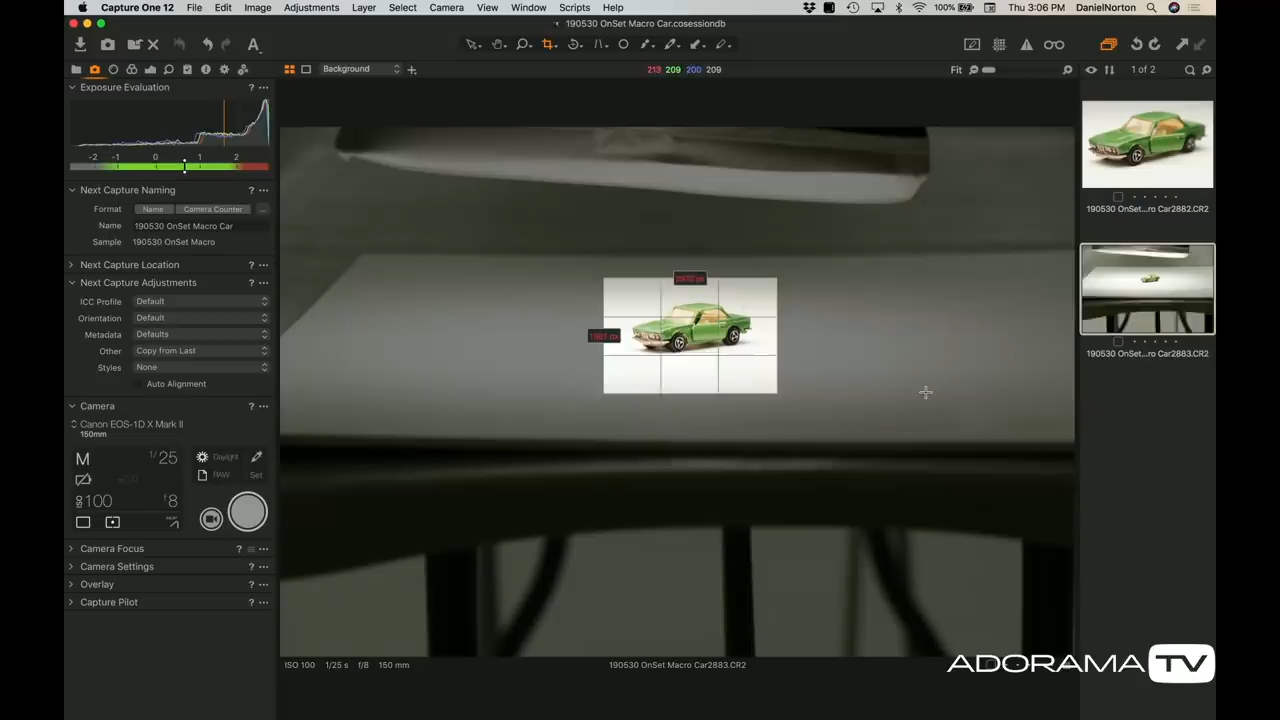 Capture One 12 File Edit Image Adjustments Layer Select Camera View Window Scripts Help 100% Thu 3:06 PM DanielNorton
190530 OnSet Macro Car.cosessiondb
Background 213 209 200 209 Fit 1 of 2
Exposure Evaluation ? ...
-2 -1 0 1 2
Next Capture Naming ? ...
Format Name Camera Counter ...
Name 190530 OnSet Macro Car
Sample 190530 OnSet Macro
Next Capture Location ? ...
Next Capture Adjustments ? ...
ICC Profile Default
Orientation Default
Metadata Defaults
Other Copy from Last
Styles None
Auto Alignment
Camera ? ...
Canon EOS-1D X Mark II
150mm
M 1/25 Daylight
RAW Set
ISO 100 f8
Camera Focus ? ...
Camera Settings ? ...
Overlay ? ...
Capture Pilot ? ...
190530 OnSet...ro Car2882.CR2
190530 OnSet...ro Car2883.CR2
ISO 100 1/25 s f/8 150 mm 190530 OnSet Macro Car2883.CR2
ADORAMA TV